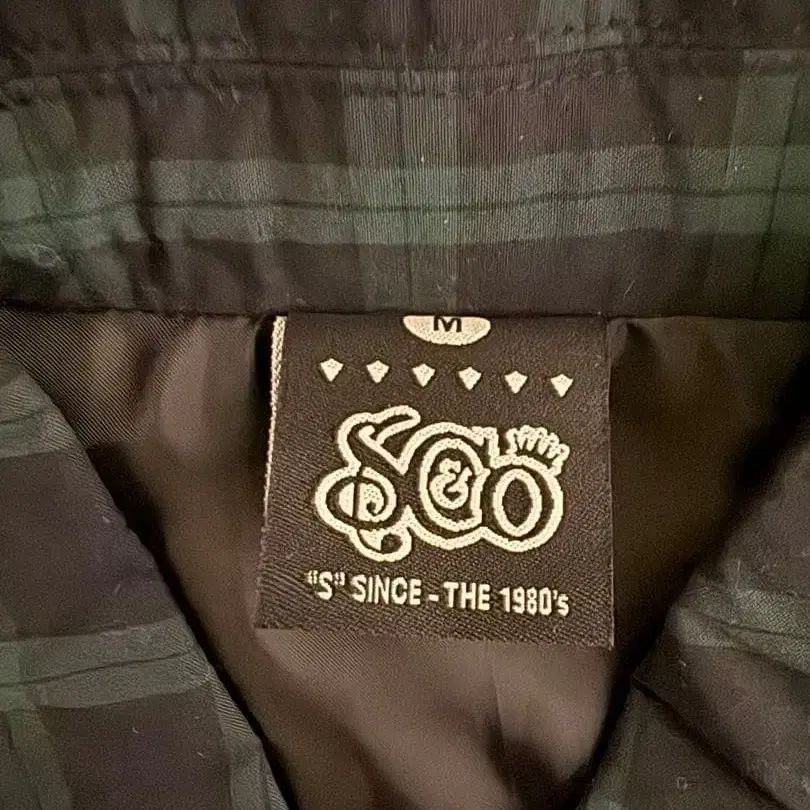 M
S&O
"S" SINCE - THE 1980's